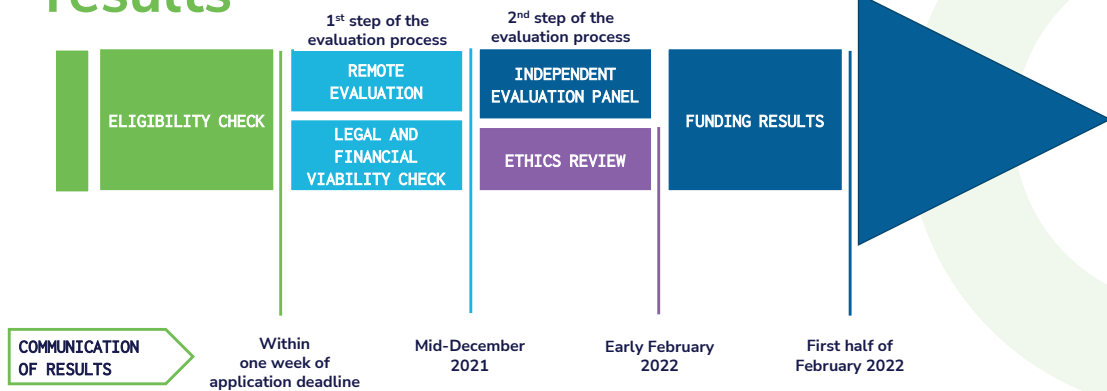 results
1st step of the
evaluation process
2nd step of the
evaluation process
ELIGIBILITY CHECK
REMOTE
EVALUATION
LEGAL AND
FINANCIAL
VIABILITY CHECK
INDEPENDENT
EVALUATION PANEL
ETHICS REVIEW
FUNDING RESULTS
COMMUNICATION
OF RESULTS
Within
one week of
application deadline
Mid-December
2021
Early February
2022
First half of
February 2022